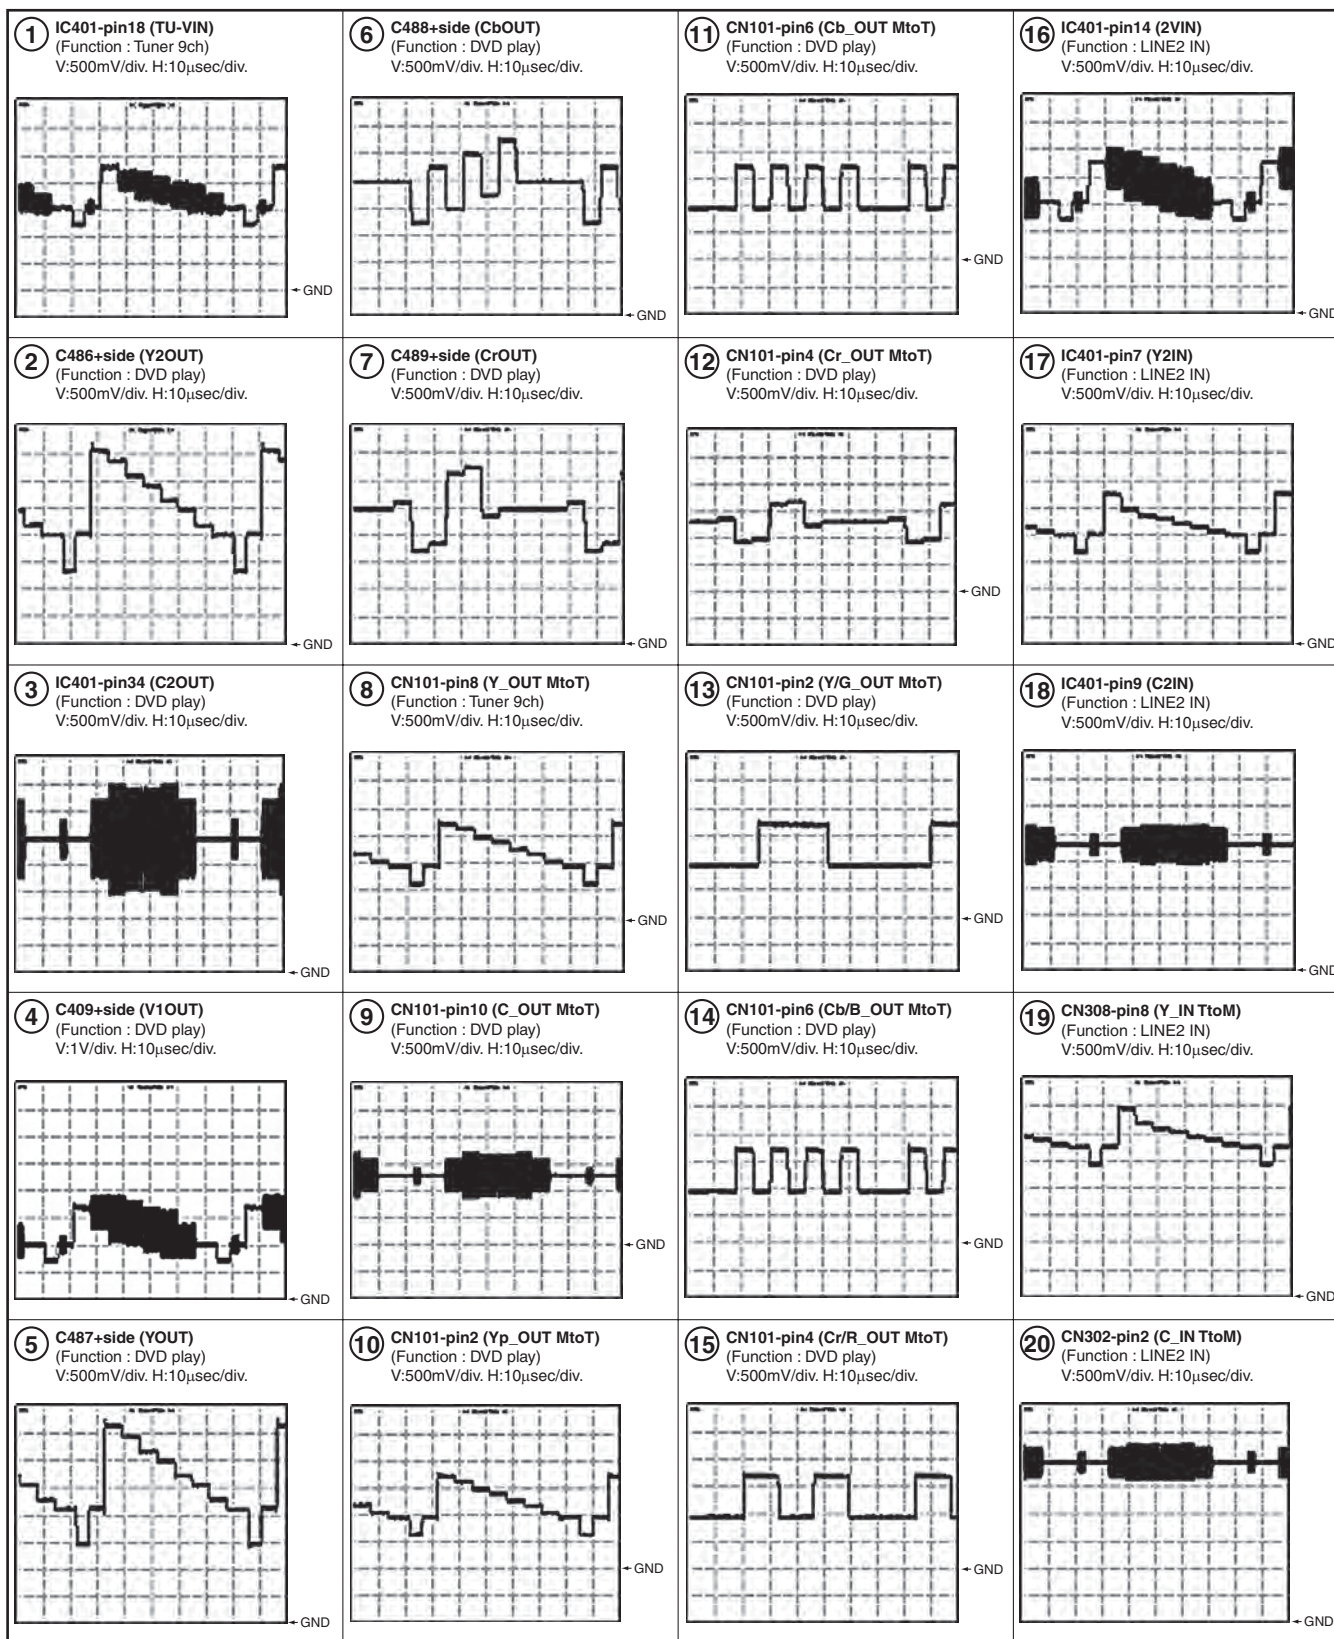 1 IC401-pin18 (TU-VIN)
(Function : Tuner 9ch)
V:500mV/div. H:10µsec/div.
← GND
2 C486+side (Y2OUT)
(Function : DVD play)
V:500mV/div. H:10µsec/div.
← GND
3 IC401-pin34 (C2OUT)
(Function : DVD play)
V:500mV/div. H:10µsec/div.
← GND
4 C409+side (V1OUT)
(Function : DVD play)
V:1V/div. H:10µsec/div.
← GND
5 C487+side (YOUT)
(Function : DVD play)
V:500mV/div. H:10µsec/div.
← GND
6 C488+side (CbOUT)
(Function : DVD play)
V:500mV/div. H:10µsec/div.
← GND
7 C489+side (CrOUT)
(Function : DVD play)
V:500mV/div. H:10µsec/div.
← GND
8 CN101-pin8 (Y_OUT MtoT)
(Function : Tuner 9ch)
V:500mV/div. H:10µsec/div.
← GND
9 CN101-pin10 (C_OUT MtoT)
(Function : DVD play)
V:500mV/div. H:10µsec/div.
← GND
10 CN101-pin2 (Yp_OUT MtoT)
(Function : DVD play)
V:500mV/div. H:10µsec/div.
← GND
11 CN101-pin6 (Cb_OUT MtoT)
(Function : DVD play)
V:500mV/div. H:10µsec/div.
← GND
12 CN101-pin4 (Cr_OUT MtoT)
(Function : DVD play)
V:500mV/div. H:10µsec/div.
← GND
13 CN101-pin2 (Y/G_OUT MtoT)
(Function : DVD play)
V:500mV/div. H:10µsec/div.
← GND
14 CN101-pin6 (Cb/B_OUT MtoT)
(Function : DVD play)
V:500mV/div. H:10µsec/div.
← GND
15 CN101-pin4 (Cr/R_OUT MtoT)
(Function : DVD play)
V:500mV/div. H:10µsec/div.
← GND
16 IC401-pin14 (2VIN)
(Function : LINE2 IN)
V:500mV/div. H:10µsec/div.
← GND
17 IC401-pin7 (Y2IN)
(Function : LINE2 IN)
V:500mV/div. H:10µsec/div.
← GND
18 IC401-pin9 (C2IN)
(Function : LINE2 IN)
V:500mV/div. H:10µsec/div.
← GND
19 CN308-pin8 (Y_IN TtoM)
(Function : LINE2 IN)
V:500mV/div. H:10µsec/div.
← GND
20 CN302-pin2 (C_IN TtoM)
(Function : LINE2 IN)
V:500mV/div. H:10µsec/div.
← GND